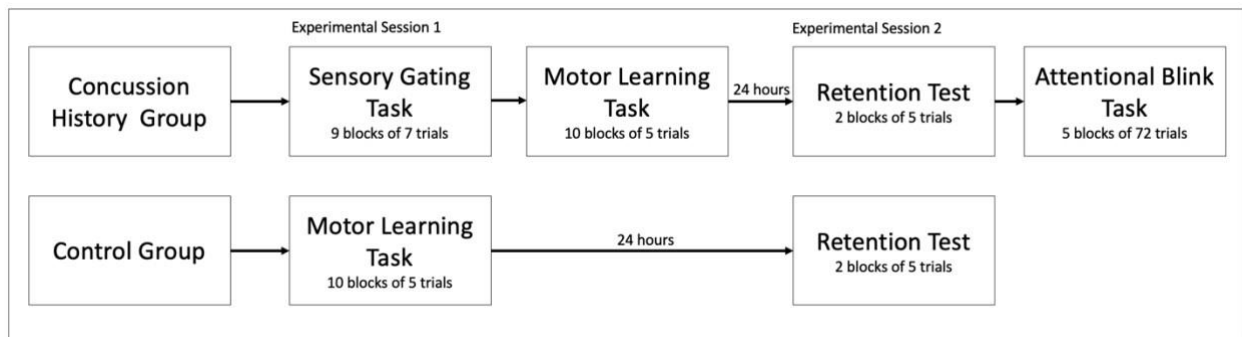 Experimental Session 1
Experimental Session 2
Concussion
History Group
Sensory Gating
Task
9 blocks of 7 trials
Motor Learning
Task
10 blocks of 5 trials
24 hours
Retention Test
2 blocks of 5 trials
Attentional Blink
Task
5 blocks of 72 trials
Control Group
Motor Learning
Task
10 blocks of 5 trials
24 hours
Retention Test
2 blocks of 5 trials